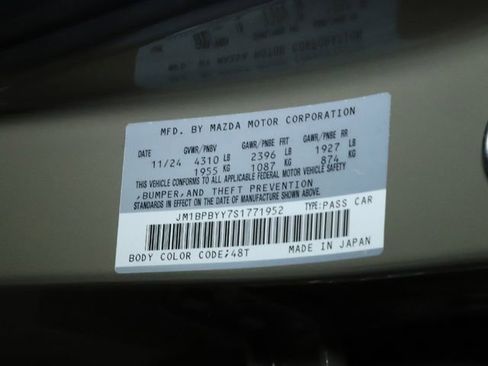 MFD. BY MAZDA MOTOR CORPORATION
DATE GVWR/PNBV GAWR/PNBE FRT GAWR/PNBE RR
11/24 4310 LB 2396 LB 1927 LB
1955 KG 1087 KG 874 KG
THIS VEHICLE CONFORMS TO ALL APPLICABLE FEDERAL MOTOR VEHICLE SAFETY
,BUMPER,AND THEFT PREVENTION
STANDARDS IN EFFECT ON THE DATE OF MANUFACTURE SHOWN ABOVE.
JM1BPBYY7S1771952 TYPE:PASS CAR
BODY COLOR CODE;48T MADE IN JAPAN